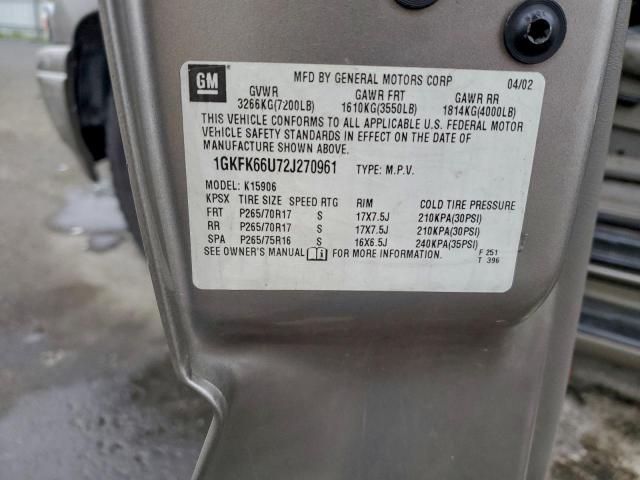 GM
MFD BY GENERAL MOTORS CORP 04/02
GVWR GAWR FRT GAWR RR
3266KG(7200LB) 1610KG(3550LB) 1814KG(4000LB)
THIS VEHICLE CONFORMS TO ALL APPLICABLE U.S. FEDERAL MOTOR
VEHICLE SAFETY STANDARDS IN EFFECT ON THE DATE OF
MANUFACTURE SHOWN ABOVE.
1GKFK66U72J270961 TYPE: M.P.V.
MODEL: K15906
KPSX TIRE SIZE SPEED RTG RIM COLD TIRE PRESSURE
FRT P265/70R17 S 17X7.5J 210KPA(30PSI)
RR P265/70R17 S 17X7.5J 210KPA(30PSI)
SPA P265/75R16 S 16X6.5J 240KPA(35PSI)
SEE OWNER'S MANUAL FOR MORE INFORMATION. F 251
T 396